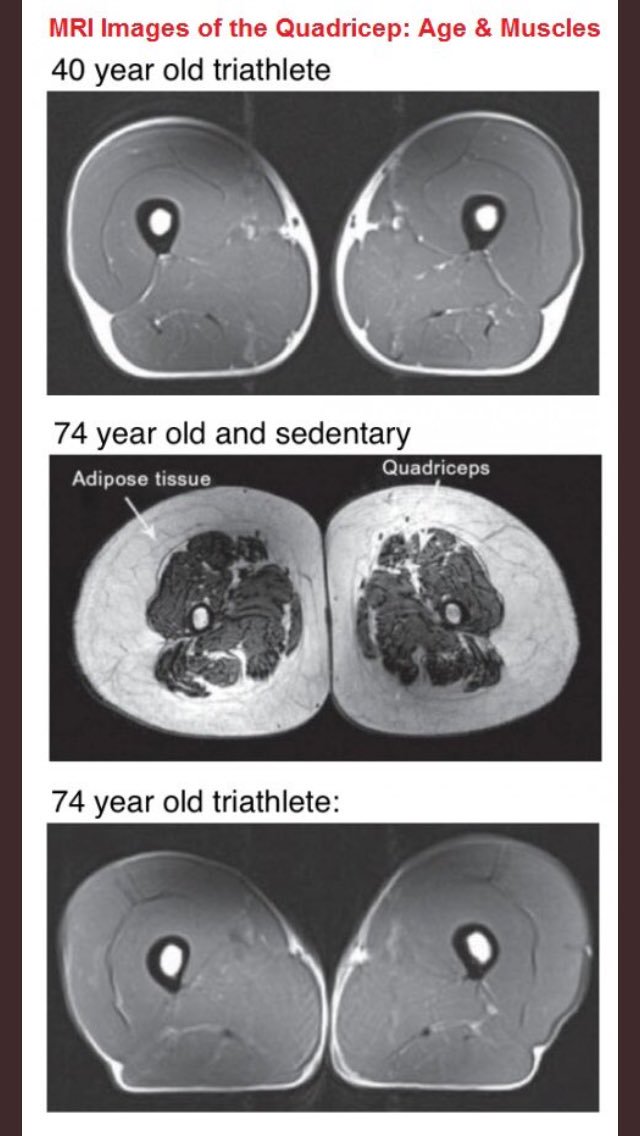 MRI Images of the Quadricep: Age & Muscles
40 year old triathlete
74 year old and sedentary
Adipose tissue
Quadriceps
74 year old triathlete: